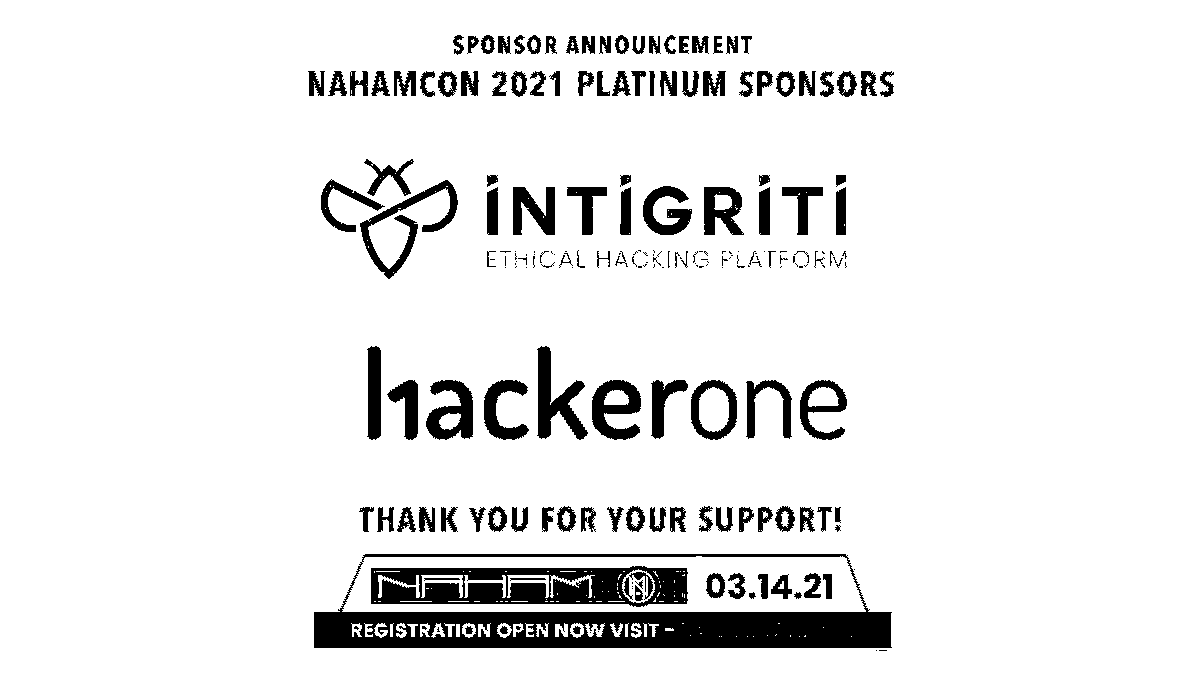 SPONSOR ANNOUNCEMENT
NAHAMCON 2021 PLATINUM SPONSORS
INTIGRITI
ETHICAL HACKING PLATFORM
hackerone
THANK YOU FOR YOUR SUPPORT!
NAHAM 03.14.21
REGISTRATION OPEN NOW VISIT -